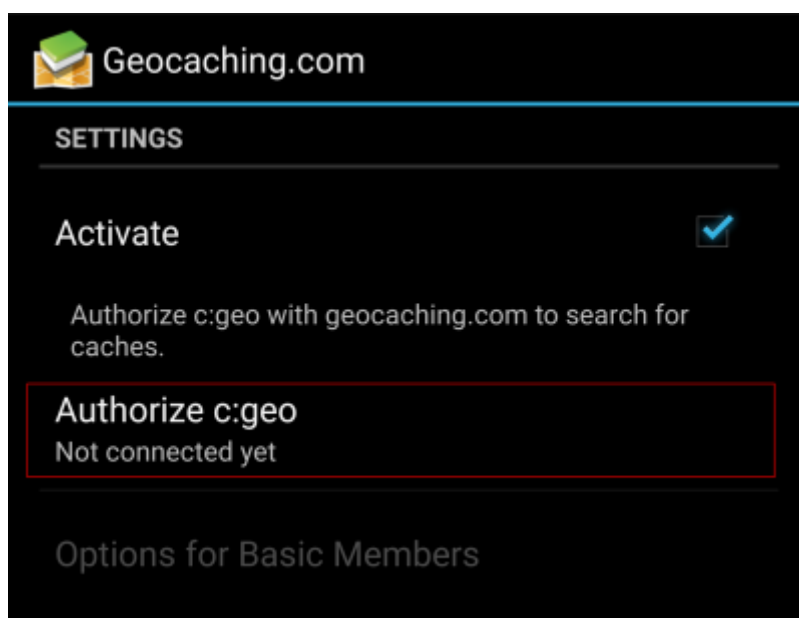 Geocaching.com
SETTINGS
Activate
Authorize c:geo with geocaching.com to search for
caches.
Authorize c:geo
Not connected yet
Options for Basic Members